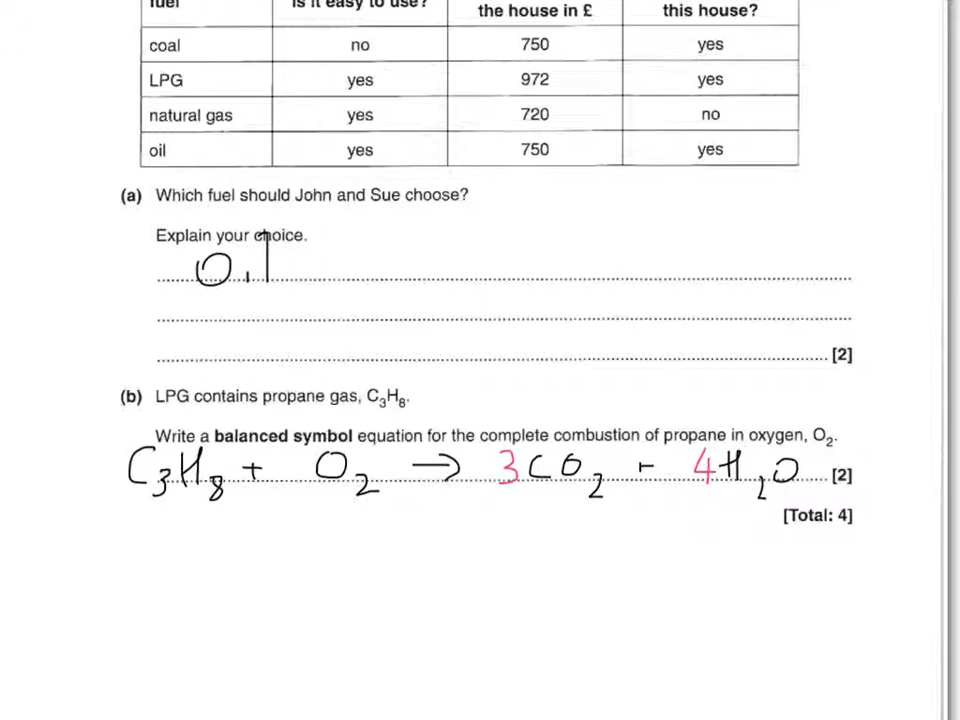 fuel is it easy to use? the house in £ this house?
coal no 750 yes
LPG yes 972 yes
natural gas yes 720 no
oil yes 750 yes
(a) Which fuel should John and Sue choose?
Explain your choice.
Oil
[2]
(b) LPG contains propane gas, C₃H₈.
Write a balanced symbol equation for the complete combustion of propane in oxygen, O₂.
C₃H₈ + O₂ → 3CO₂ + 4H₂O [2]
[Total: 4]